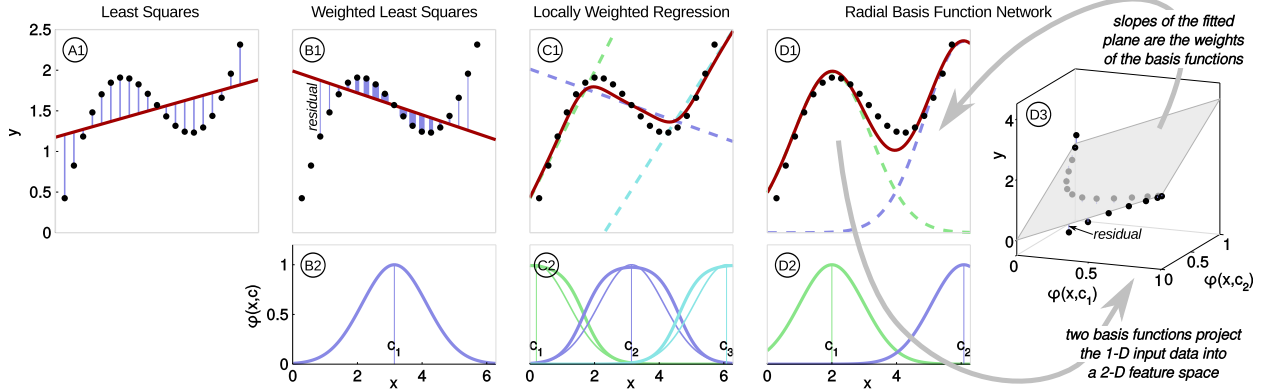 Least Squares
Weighted Least Squares
Locally Weighted Regression
Radial Basis Function Network
A1
2.5
2
1.5
1
0.5
0
y
B1
residual
C1
D1
slopes of the fitted
plane are the weights
of the basis functions
D3
y
4
2
0
residual
0
0.5
1
0
0.5
1
φ(x,c1)
φ(x,c2)
B2
φ(x,c)
1
0
c1
0
2
4
6
x
C2
c1
c2
c3
0
2
4
6
x
D2
c1
c2
0
2
4
6
x
two basis functions project
the 1-D input data into
a 2-D feature space